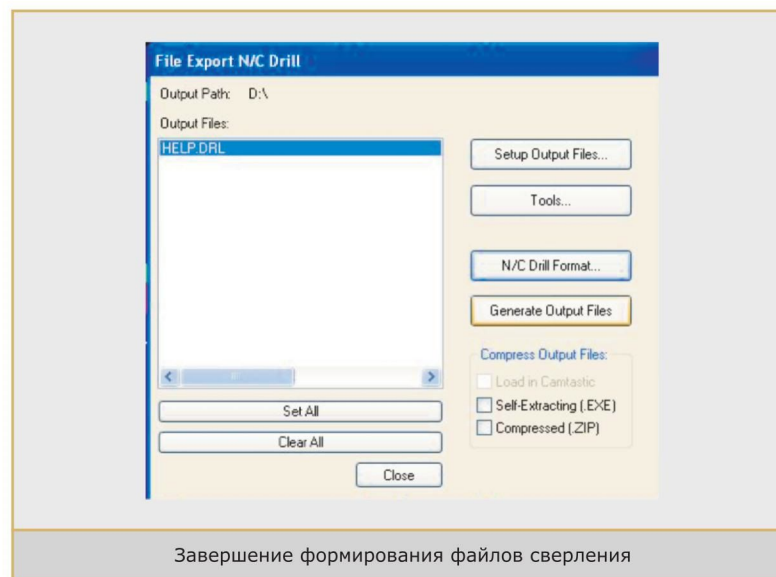 File Export N/C Drill
Output Path: D:\
Output Files:
HELP.DRL
Setup Output Files...
Tools...
N/C Drill Format...
Generate Output Files
Compress Output Files:
Load in Camtastic
Self-Extracting (.EXE)
Compressed (.ZIP)
Set All
Clear All
Close
Завершение формирования файлов сверления